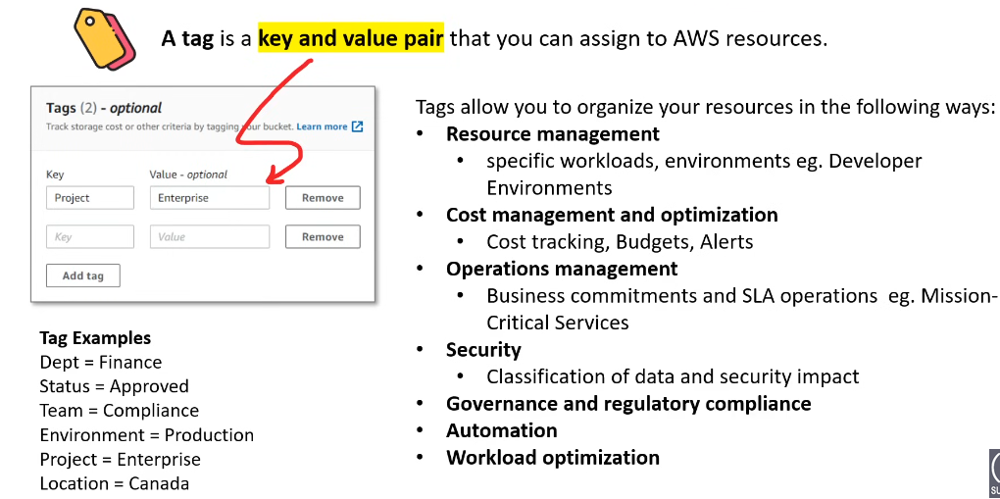 A tag is a key and value pair that you can assign to AWS resources.
Tags (2) - optional
Track storage cost or other criteria by tagging your bucket. Learn more
Key
Value - optional
Project
Enterprise
Remove
Key
Value
Remove
Add tag
Tag Examples
Dept = Finance
Status = Approved
Team = Compliance
Environment = Production
Project = Enterprise
Location = Canada
Tags allow you to organize your resources in the following ways:
• Resource management
• specific workloads, environments eg. Developer
Environments
• Cost management and optimization
• Cost tracking, Budgets, Alerts
• Operations management
• Business commitments and SLA operations eg. Mission-
Critical Services
• Security
• Classification of data and security impact
• Governance and regulatory compliance
• Automation
• Workload optimization